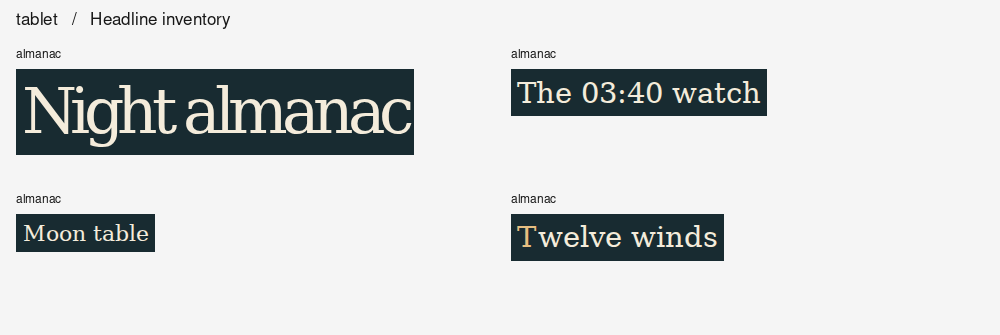 tablet / Headline inventory
almanac
Night almanac
almanac
The 03:40 watch
almanac
Moon table
almanac
Twelve winds